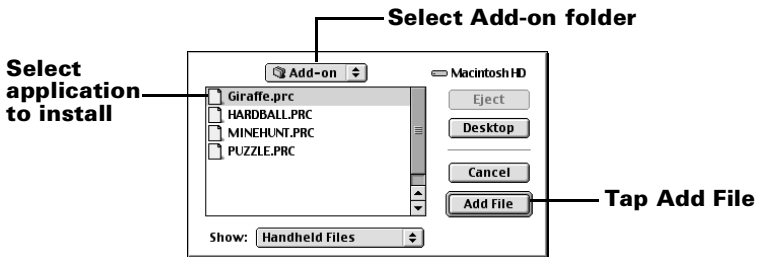 Select Add-on folder
Select
application
to install
Add-on
Macintosh HD
Giraffe.prc
HARDBALL.PRC
MINEHUNT.PRC
PUZZLE.PRC
Eject
Desktop
Cancel
Add File
Tap Add File
Show: Handheld Files